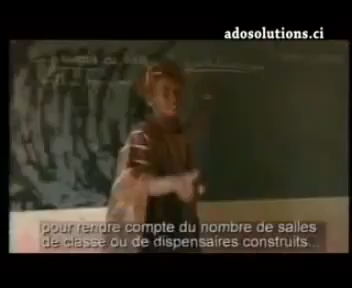 adosolutions.ci
pour rendre compte du nombre de salles
de classe ou de dispensaires construits...